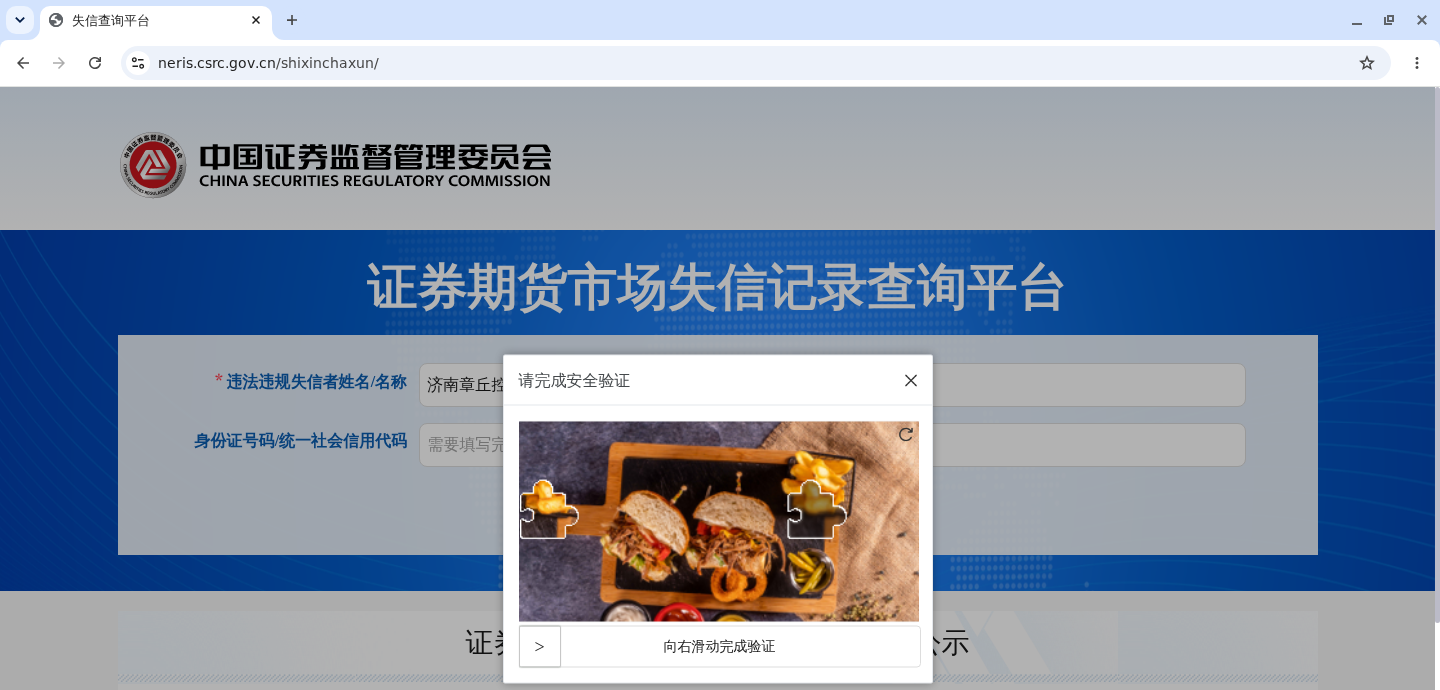 失信查询平台
neris.csrc.gov.cn/shixinchaxun/
中国证券监督管理委员会
CHINA SECURITIES REGULATORY COMMISSION
证券期货市场失信记录查询平台
* 违法违规失信者姓名/名称
济南章丘控
身份证号码/统一社会信用代码
需要填写完
请完成安全验证
> 向右滑动完成验证
证 示